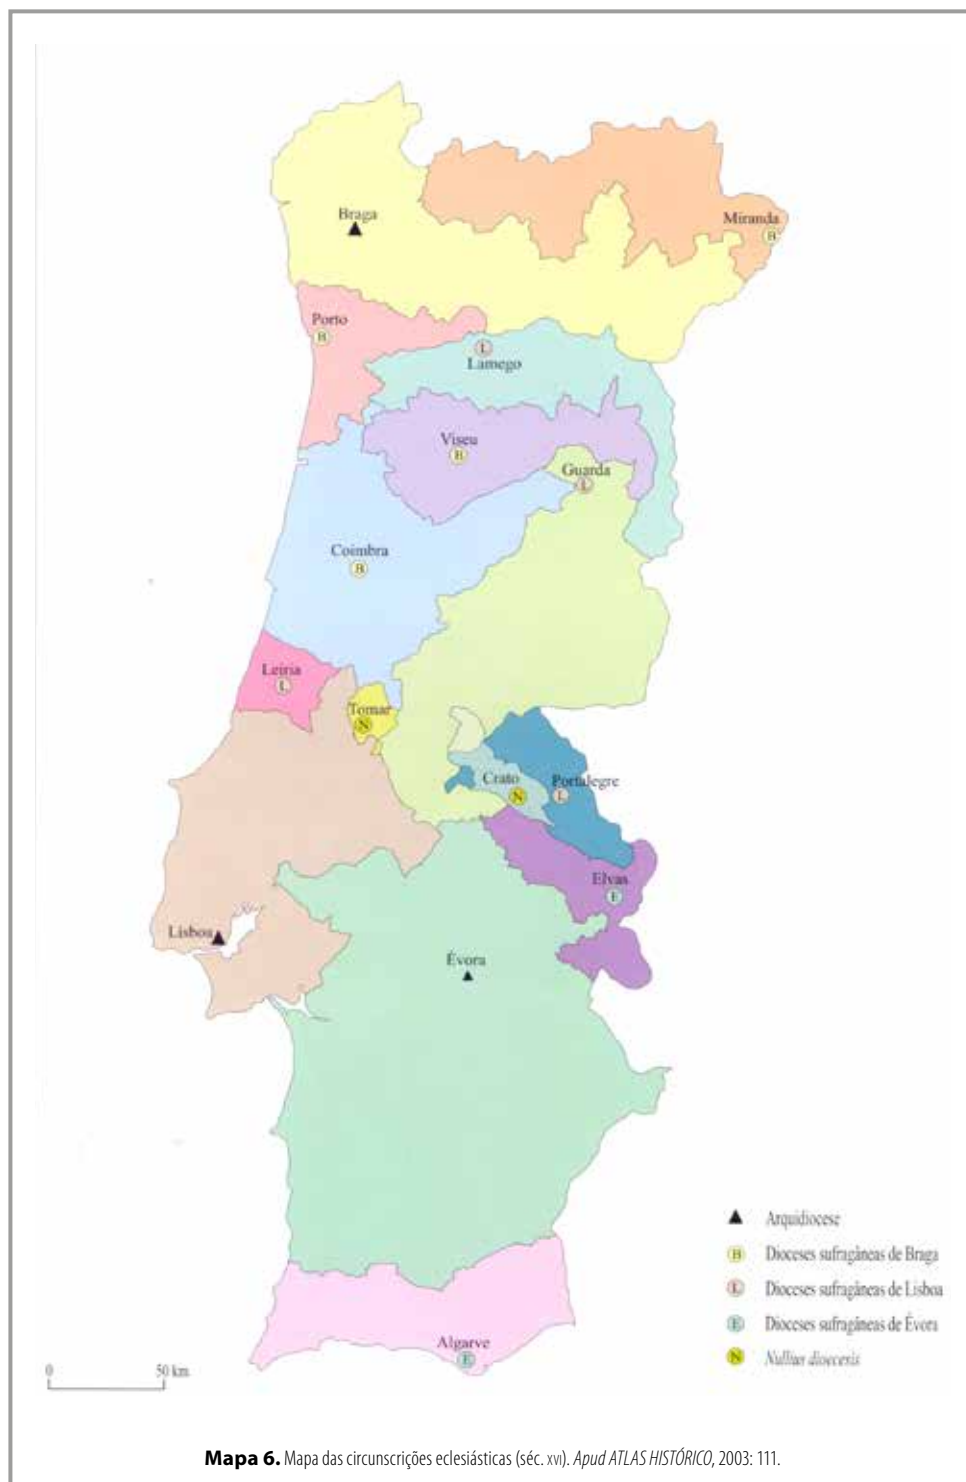 Braga
Miranda
B
Porto
B
L
Lamego
Viseu
B
Guarda
L
Coimbra
B
Leiria
L
Tomar
N
Crato
N
Portalegre
L
Elvas
E
Lisboa
Évora
Algarve
E
Arquidiocese
B Dioceses sufragâneas de Braga
L Dioceses sufragâneas de Lisboa
E Dioceses sufragâneas de Évora
N Nullius dioecesis
0 50 km
Mapa 6. Mapa das circunscrições eclesiásticas (séc. XVI). Apud ATLAS HISTÓRICO, 2003: 111.